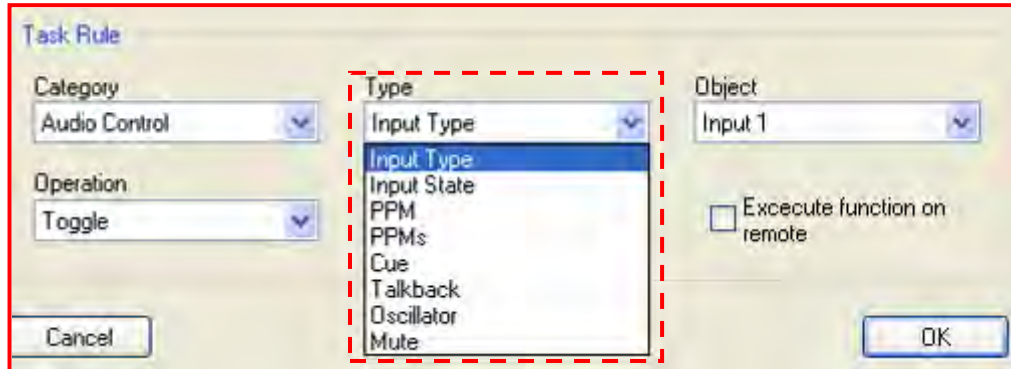 Task Rule
Category
Type
Object
Audio Control
Input Type
Input 1
Input Type
Input State
PPM
PPMs
Cue
Talkback
Oscillator
Mute
Operation
Toggle
Excecute function on
remote
Cancel
OK